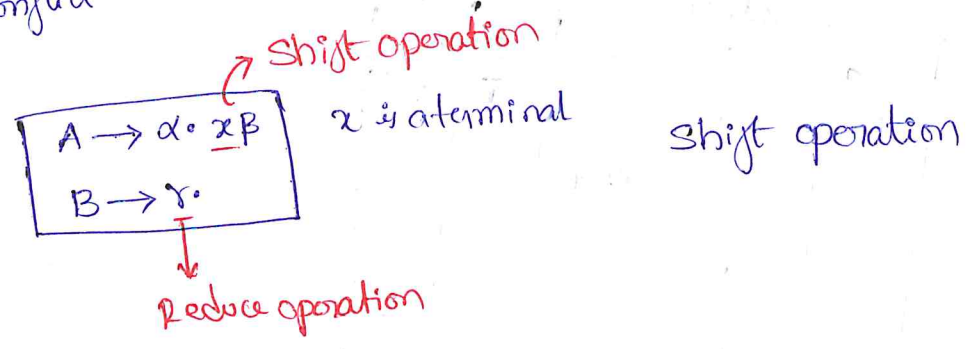 Shift operation
A → α. xβ x is a terminal Shift operation
B → γ.
Reduce operation